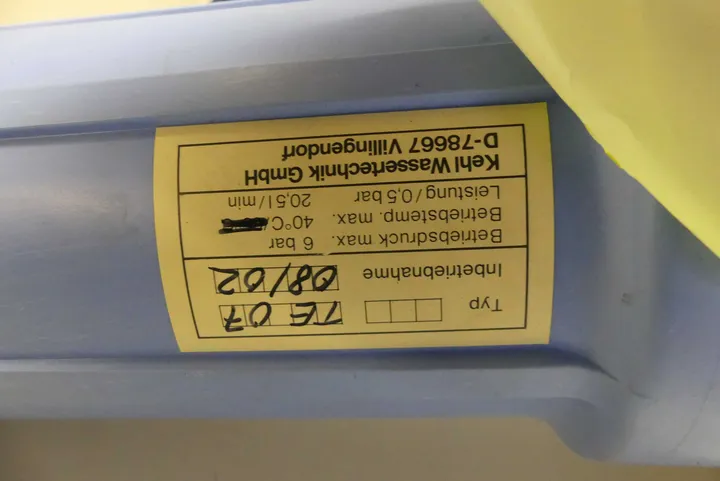 Typ TE 07
Inbetriebnahme 08/02
Betriebsdruck max. 6 bar
Betriebstemp. max. 40°C/
Leistung/0,5 bar 20,5 l/min
Kehl Wassertechnik GmbH
D-78667 Villingendorf